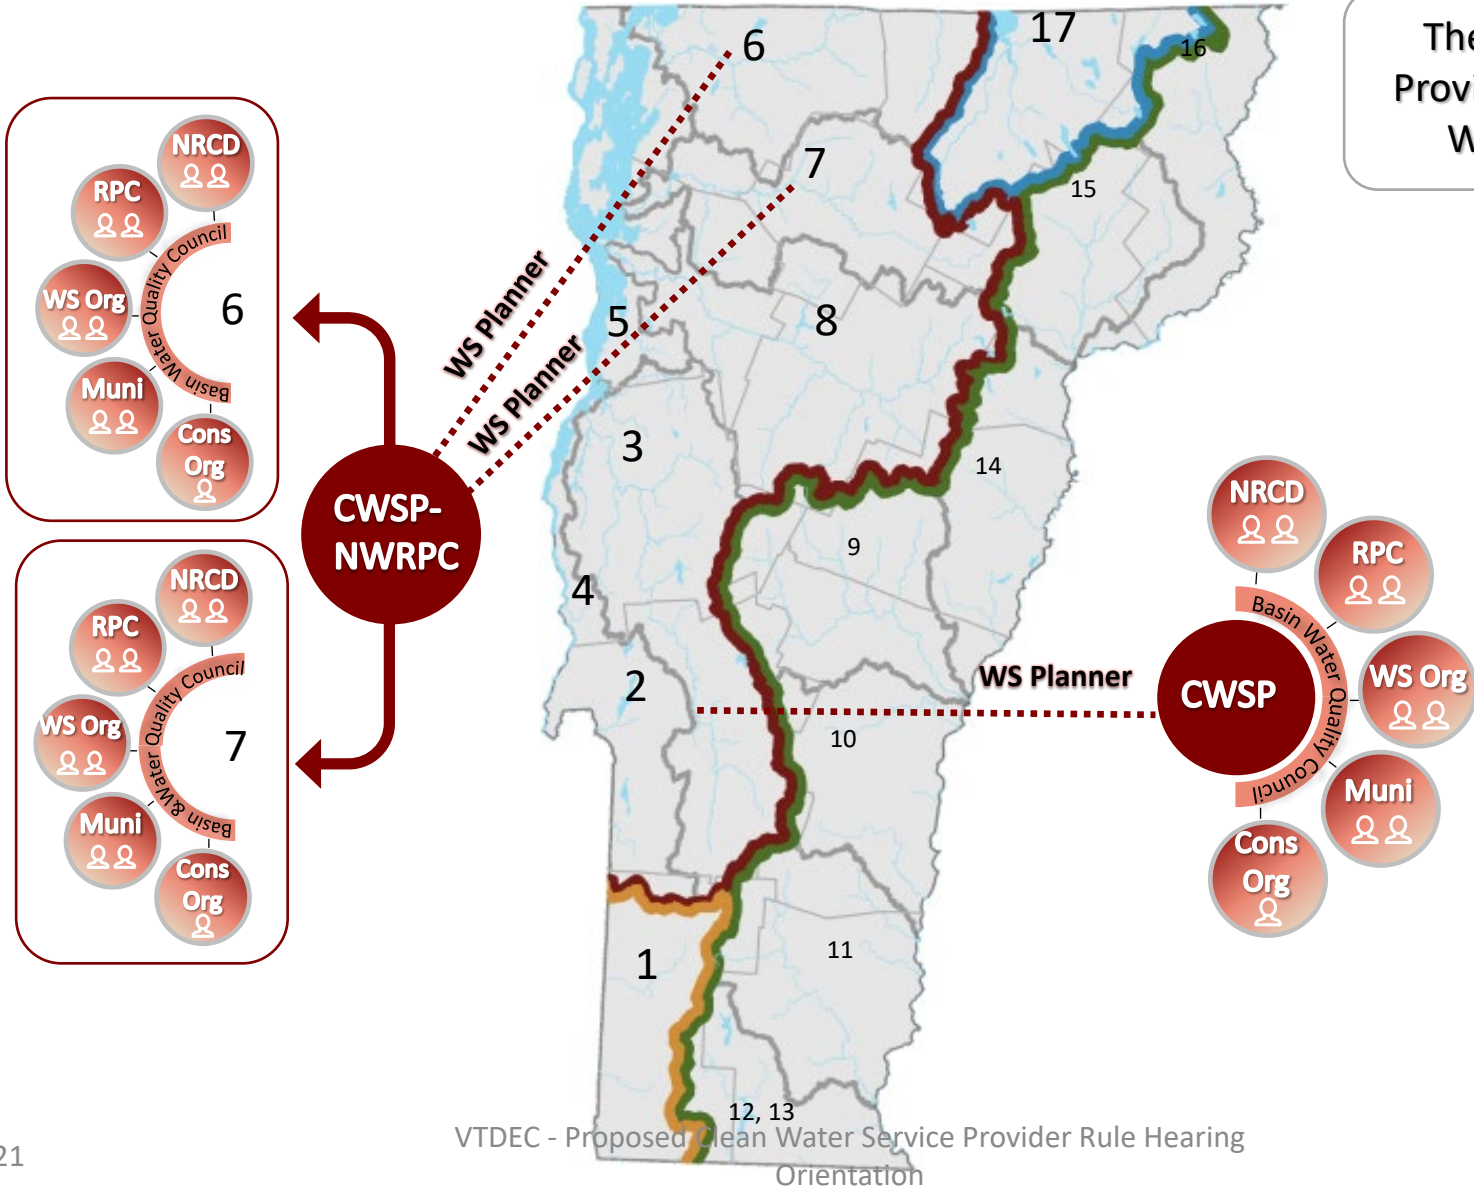 The
Provi
W
6
17
16
7
15
5
8
3
14
9
4
2
10
1
11
12, 13
WS Planner
WS Planner
WS Planner
NRCD
RPC
WS Org
Muni
Cons
Org
Basin Water Quality Council
6
CWSP-
NWRPC
NRCD
RPC
WS Org
Muni
Cons
Org
Basin &Water Quality Council
7
CWSP
NRCD
RPC
WS Org
Muni
Cons
Org
Basin Water Quality Council
VTDEC - Proposed Clean Water Service Provider Rule Hearing
Orientation
21